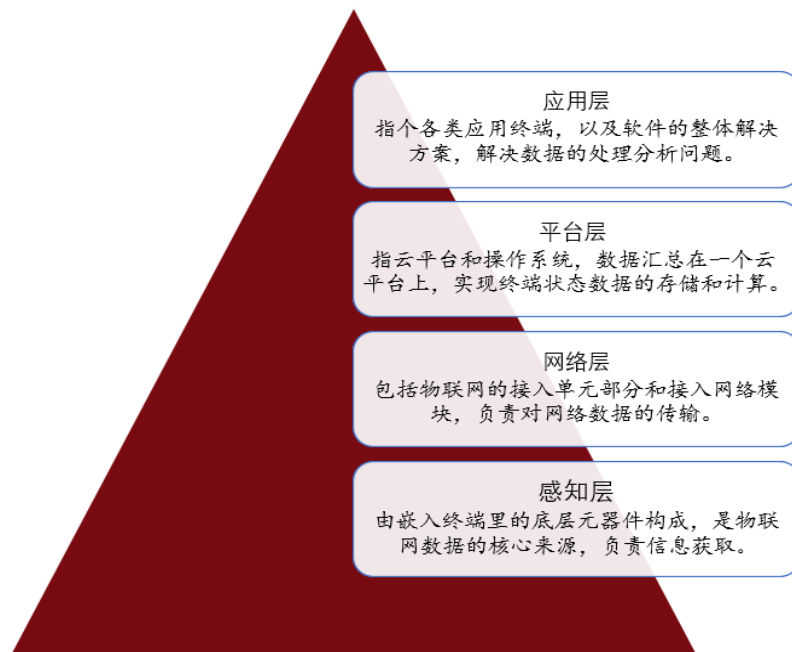 应用层
指个各类应用终端，以及软件的整体解决
方案，解决数据的处理分析问题。
平台层
指云平台和操作系统，数据汇总在一个云
平台上，实现终端状态数据的存储和计算。
网络层
包括物联网的接入单元部分和接入网络模
块，负责对网络数据的传输。
感知层
由嵌入终端里的底层元器件构成，是物联
网数据的核心来源，负责信息获取。